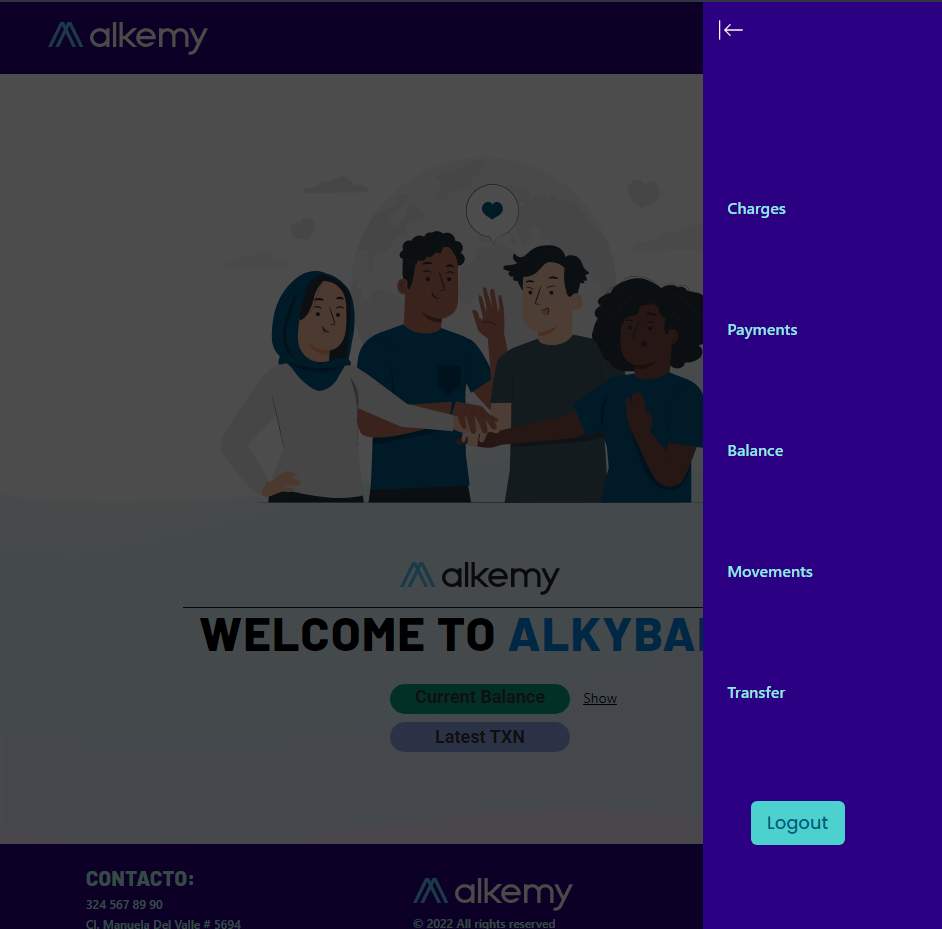 alkemy
Charges
Payments
Balance
Movements
Transfer
Logout
alkemy
WELCOME TO ALKYBA
Current Balance
Show
Latest TXN
CONTACTO:
324 567 89 90
Cl. Manuela Del Valle # 5694
alkemy
© 2022 All rights reserved